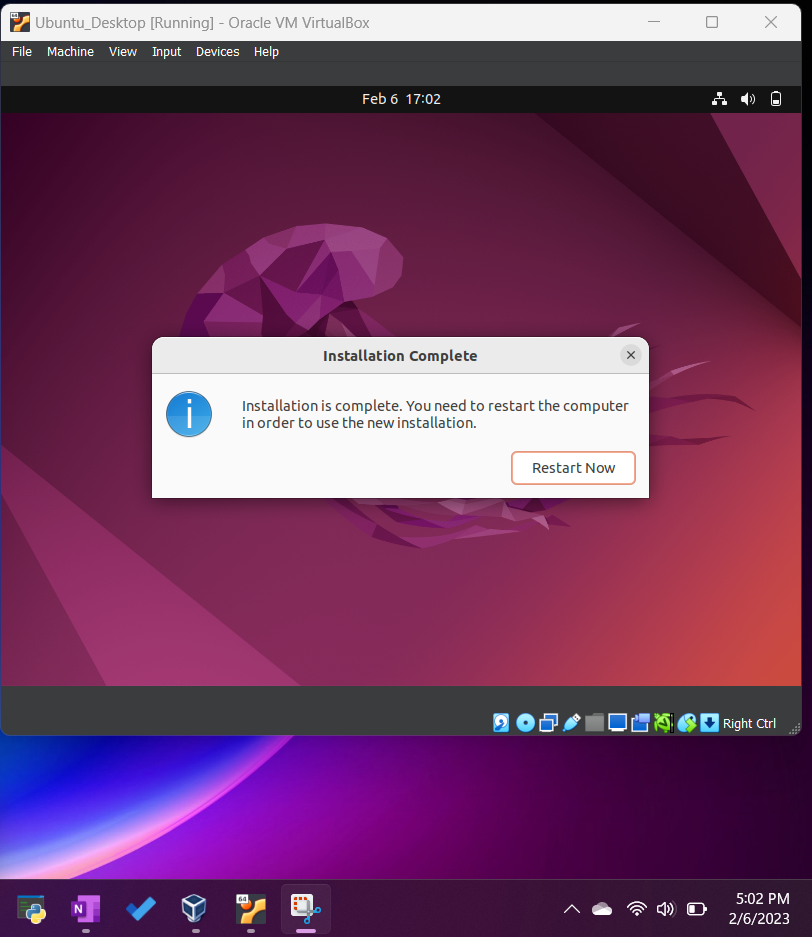 Ubuntu_Desktop [Running] - Oracle VM VirtualBox
File Machine View Input Devices Help
Feb 6 17:02
Installation Complete
Installation is complete. You need to restart the computer
in order to use the new installation.
Restart Now
Right Ctrl
64
N
5:02 PM
2/6/2023